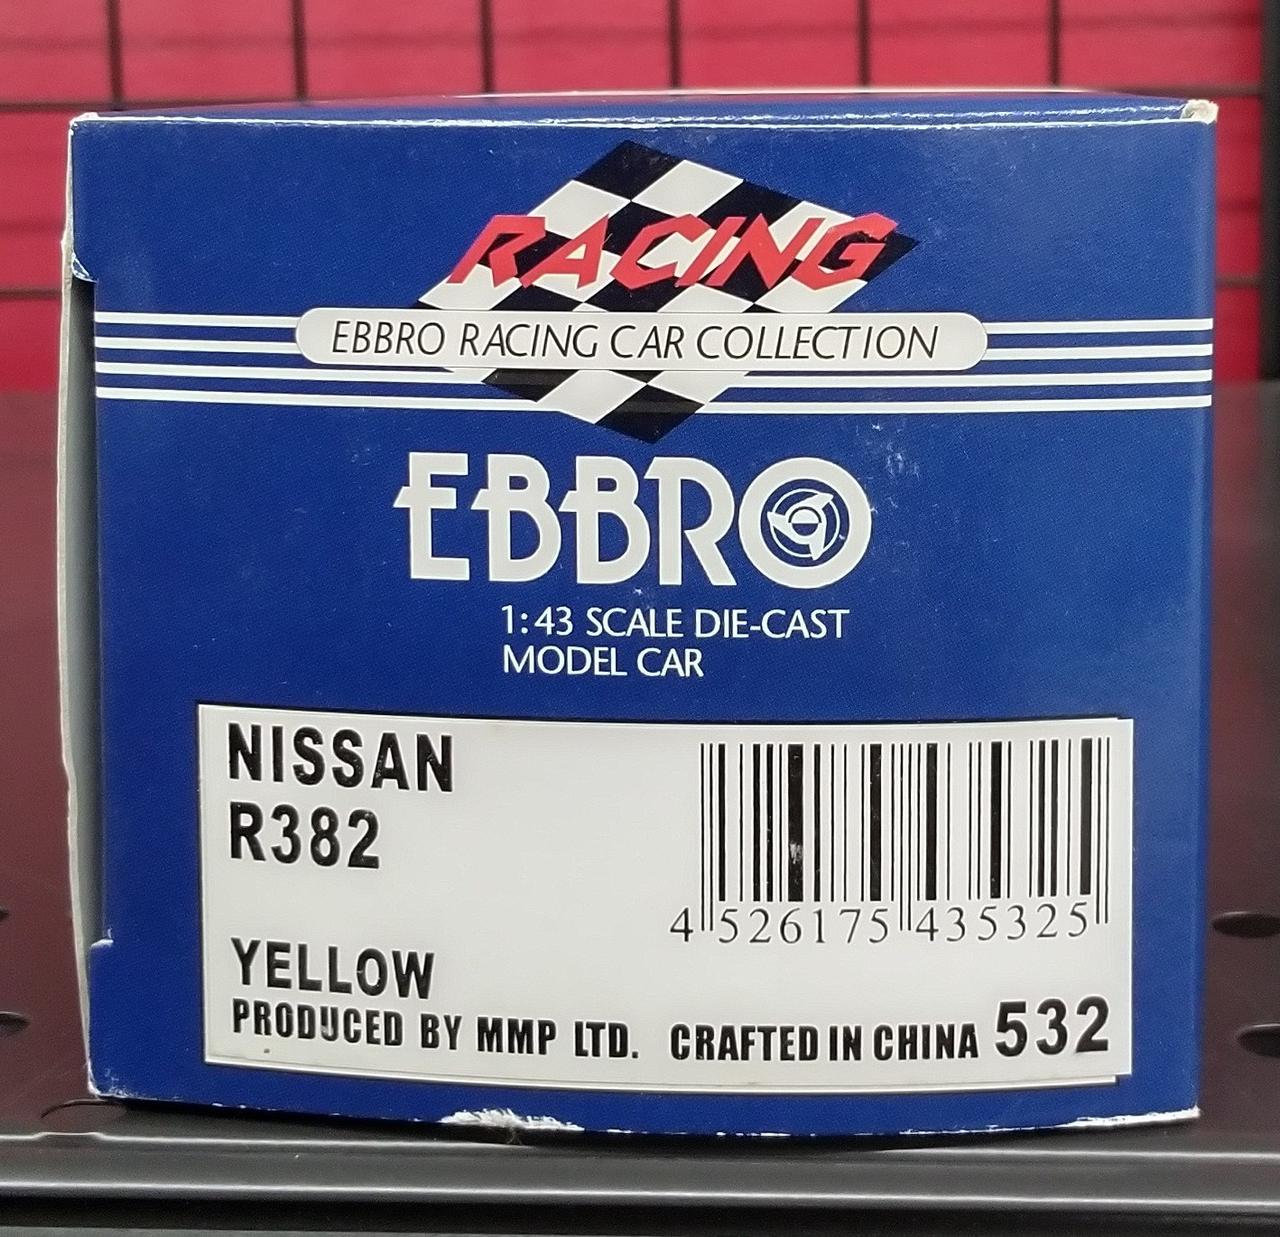 RACING
EBBRO RACING CAR COLLECTION
EBBRO
1:43 SCALE DIE-CAST
MODEL CAR
NISSAN
R382
4 526175 435325
YELLOW
PRODUCED BY MMP LTD. CRAFTED IN CHINA 532